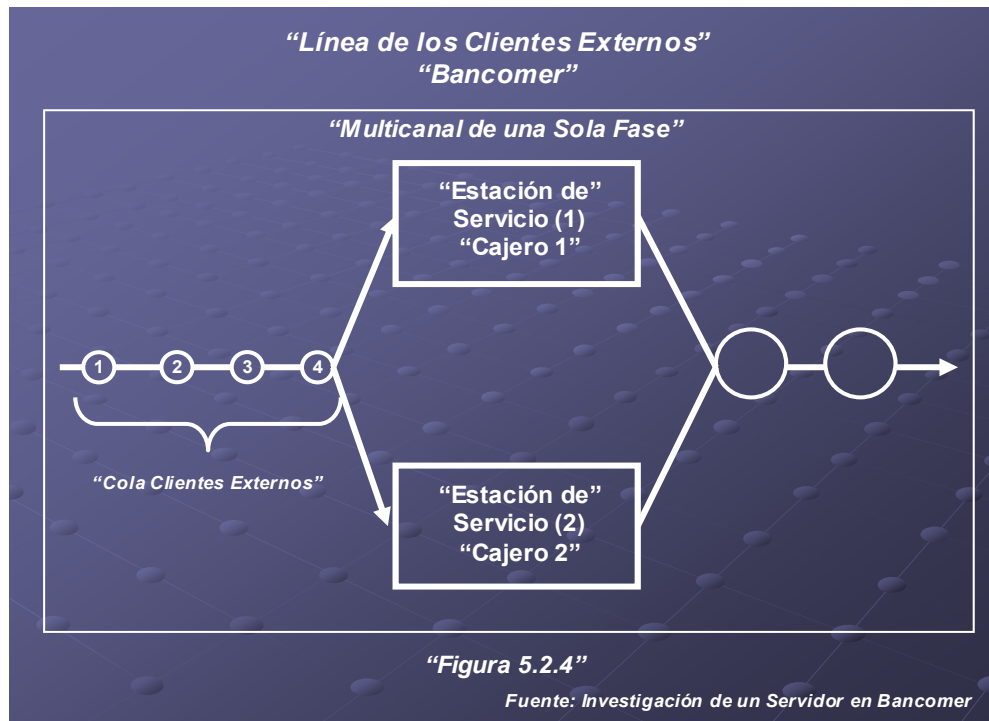 “Línea de los Clientes Externos”
“Bancomer”
“Multicanal de una Sola Fase”
“Estación de”
Servicio (1)
“Cajero 1”
1 2 3 4
“Cola Clientes Externos”
“Estación de”
Servicio (2)
“Cajero 2”
“Figura 5.2.4”
Fuente: Investigación de un Servidor en Bancomer